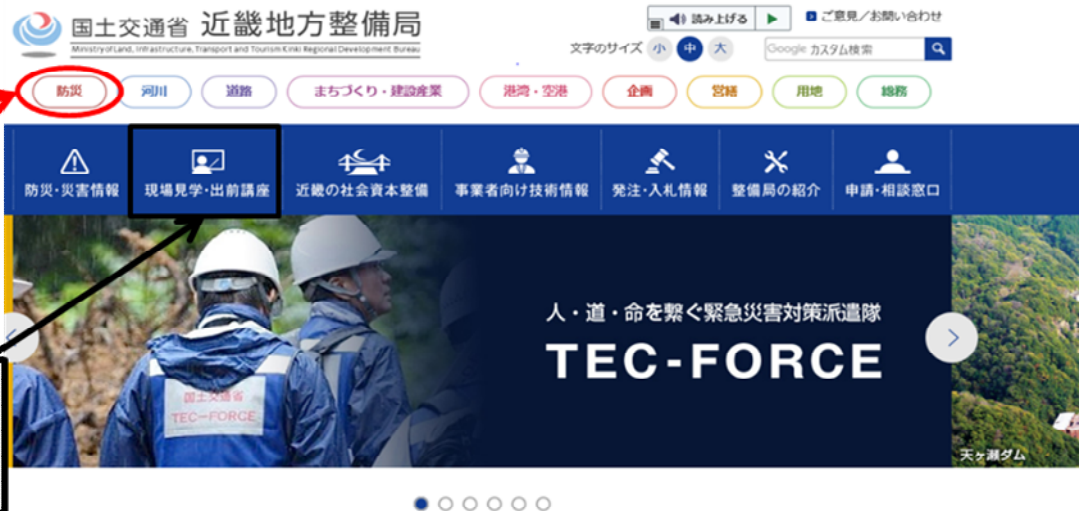 国土交通省 近畿地方整備局
Ministry of Land, Infrastructure, Transport and Tourism Kinki Regional Development Bureau
読み上げる
ご意見／お問い合わせ
文字のサイズ 小 中 大
Google カスタム検索
防災 河川 道路 まちづくり・建設産業 港湾・空港 企画 営繕 用地 総務
防災・災害情報 現場見学・出前講座 近畿の社会資本整備 事業者向け技術情報 発注・入札情報 整備局の紹介 申請・相談窓口
人・道・命を繋ぐ緊急災害対策派遣隊
TEC-FORCE
国土交通省
TEC-FORCE
天ヶ瀬ダム